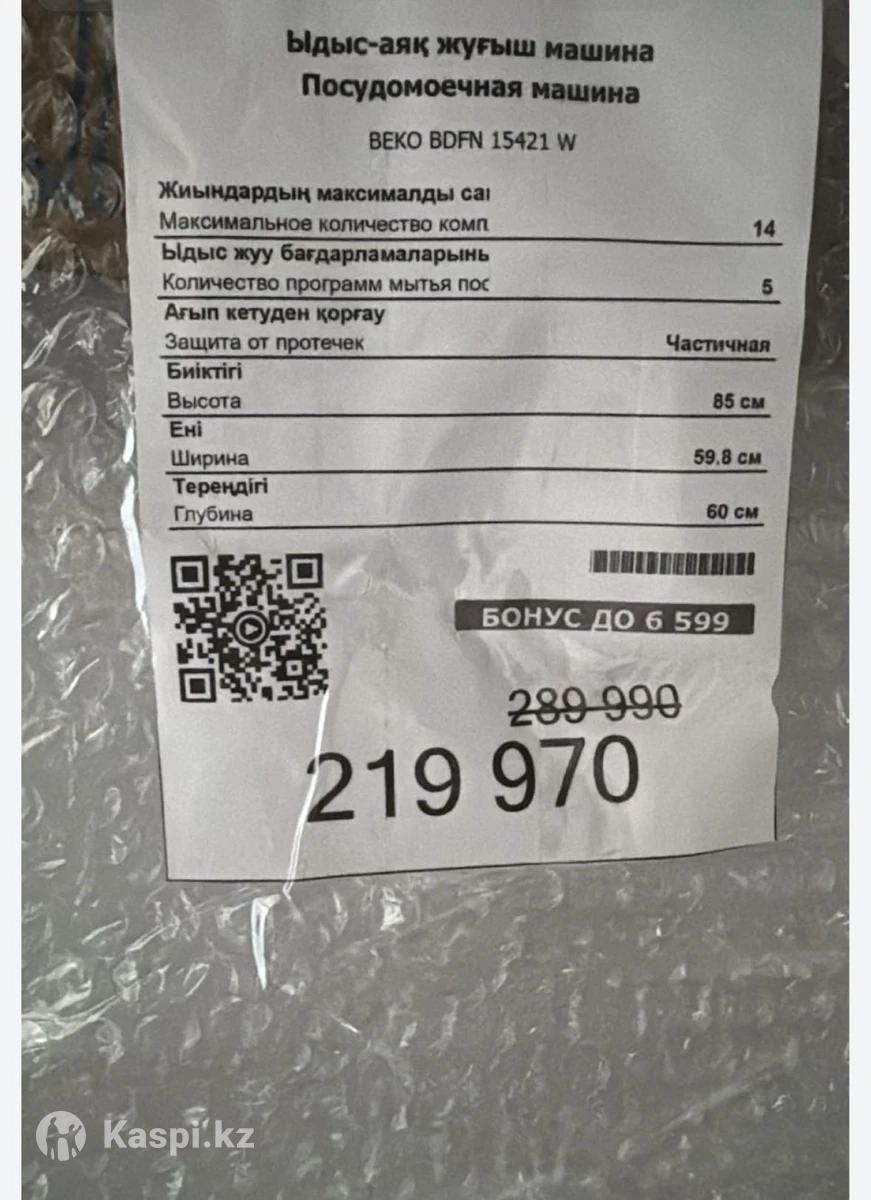 Ыдыс-аяқ жуғыш машина
Посудомоечная машина
BEKO BDFN 15421 W
Жиындардың максималды сан
Максимальное количество комп
14
Ыдыс жуу бағдарламаларынь
Количество программ мытья пос
5
Ағып кетуден қорғау
Защита от протечек
Частичная
Биіктігі
Высота
85 см
Ені
Ширина
59,8 см
Тереңдігі
Глубина
60 см
БОНУС ДО 6 599
289 990
219 970
Kaspi.kz